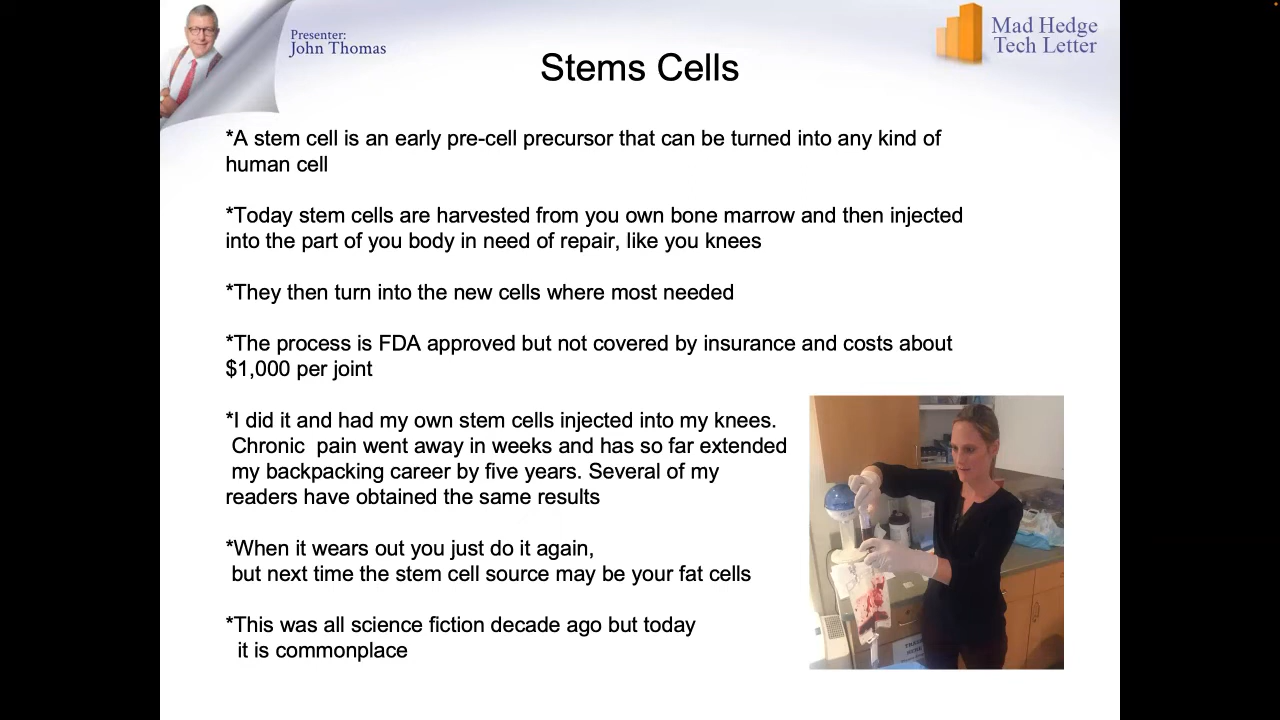 Presenter:
John Thomas
Mad Hedge
Tech Letter
Stems Cells
*A stem cell is an early pre-cell precursor that can be turned into any kind of
human cell
*Today stem cells are harvested from you own bone marrow and then injected
into the part of you body in need of repair, like you knees
*They then turn into the new cells where most needed
*The process is FDA approved but not covered by insurance and costs about
$1,000 per joint
*I did it and had my own stem cells injected into my knees.
Chronic  pain went away in weeks and has so far extended
my backpacking career by five years. Several of my
readers have obtained the same results
*When it wears out you just do it again,
but next time the stem cell source may be your fat cells
*This was all science fiction decade ago but today
it is commonplace